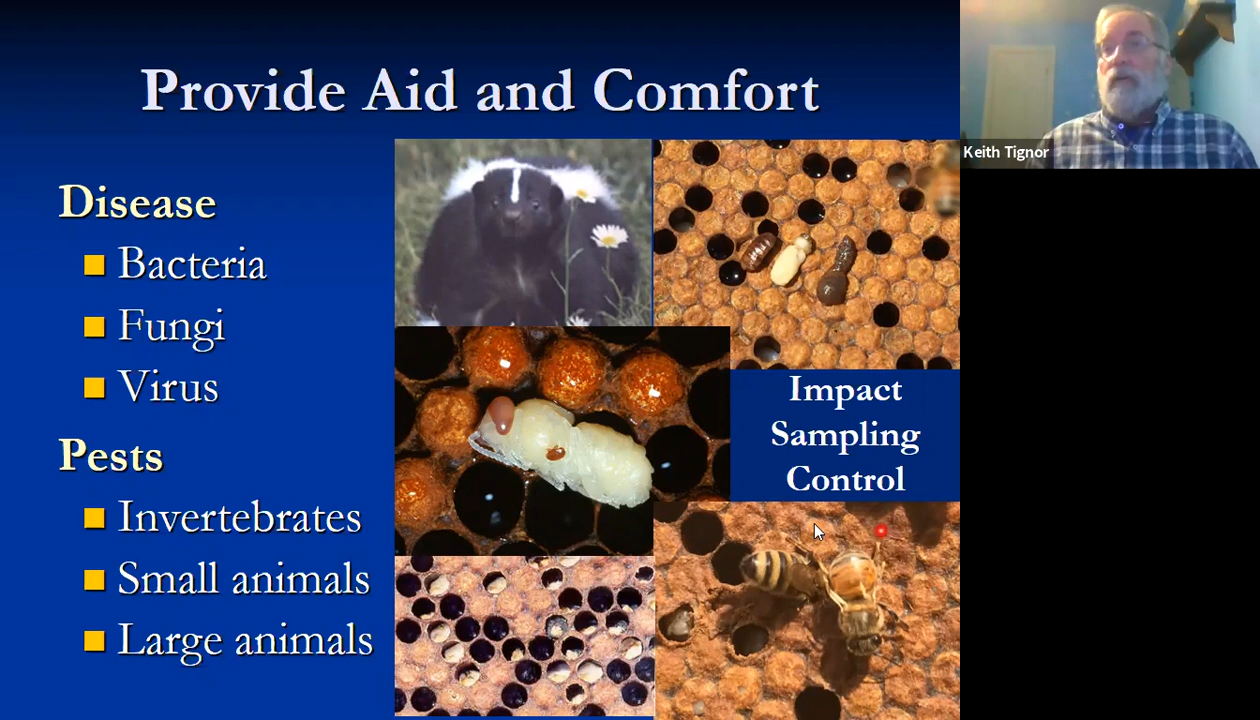 Provide Aid and Comfort
Disease
Bacteria
Fungi
Virus
Pests
Invertebrates
Small animals
Large animals
Impact
Sampling
Control
Keith Tignor